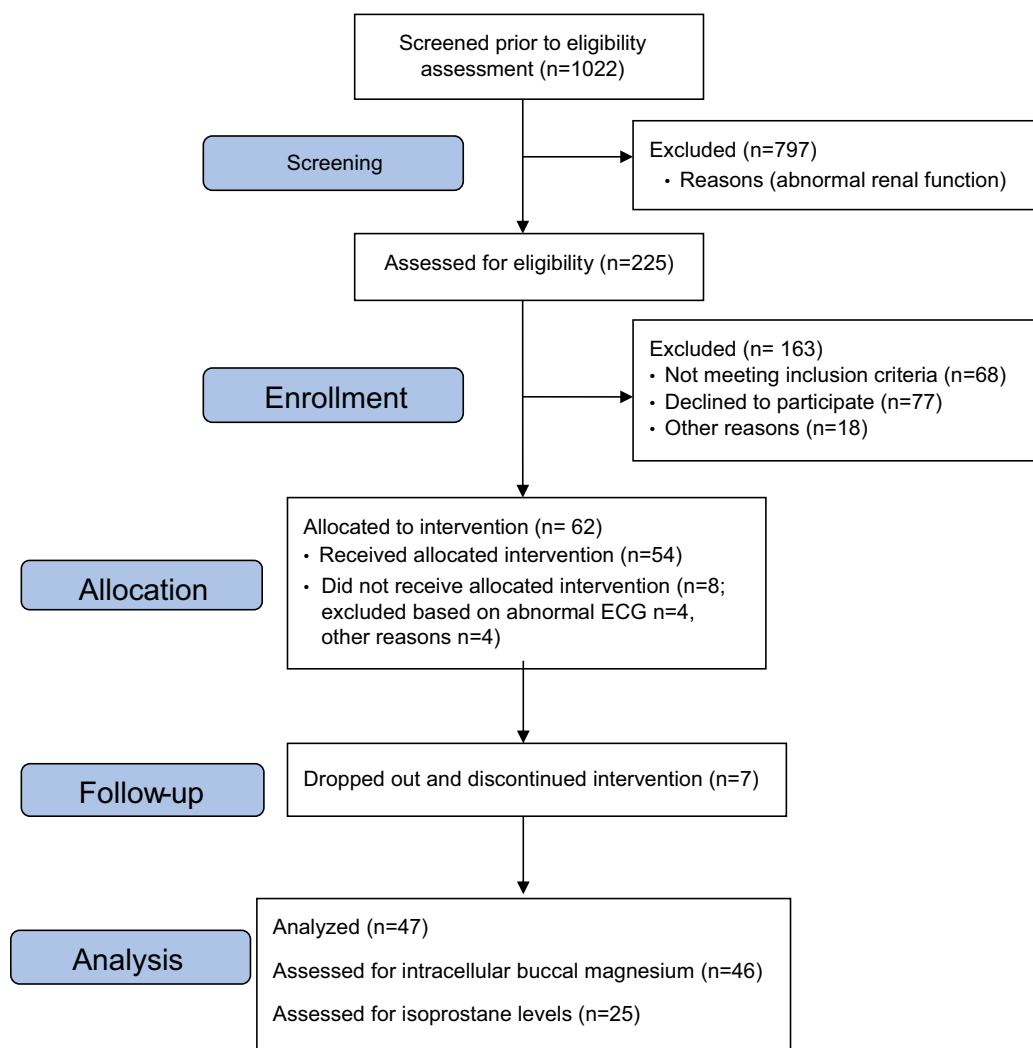 Screened prior to eligibility
assessment (n=1022)
Screening
Excluded (n=797)
• Reasons (abnormal renal function)
Assessed for eligibility (n=225)
Enrollment
Excluded (n= 163)
• Not meeting inclusion criteria (n=68)
• Declined to participate (n=77)
• Other reasons (n=18)
Allocation
Allocated to intervention (n= 62)
• Received allocated intervention (n=54)
• Did not receive allocated intervention (n=8;
excluded based on abnormal ECG n=4,
other reasons n=4)
Follow-up
Dropped out and discontinued intervention (n=7)
Analysis
Analyzed (n=47)
Assessed for intracellular buccal magnesium (n=46)
Assessed for isoprostane levels (n=25)